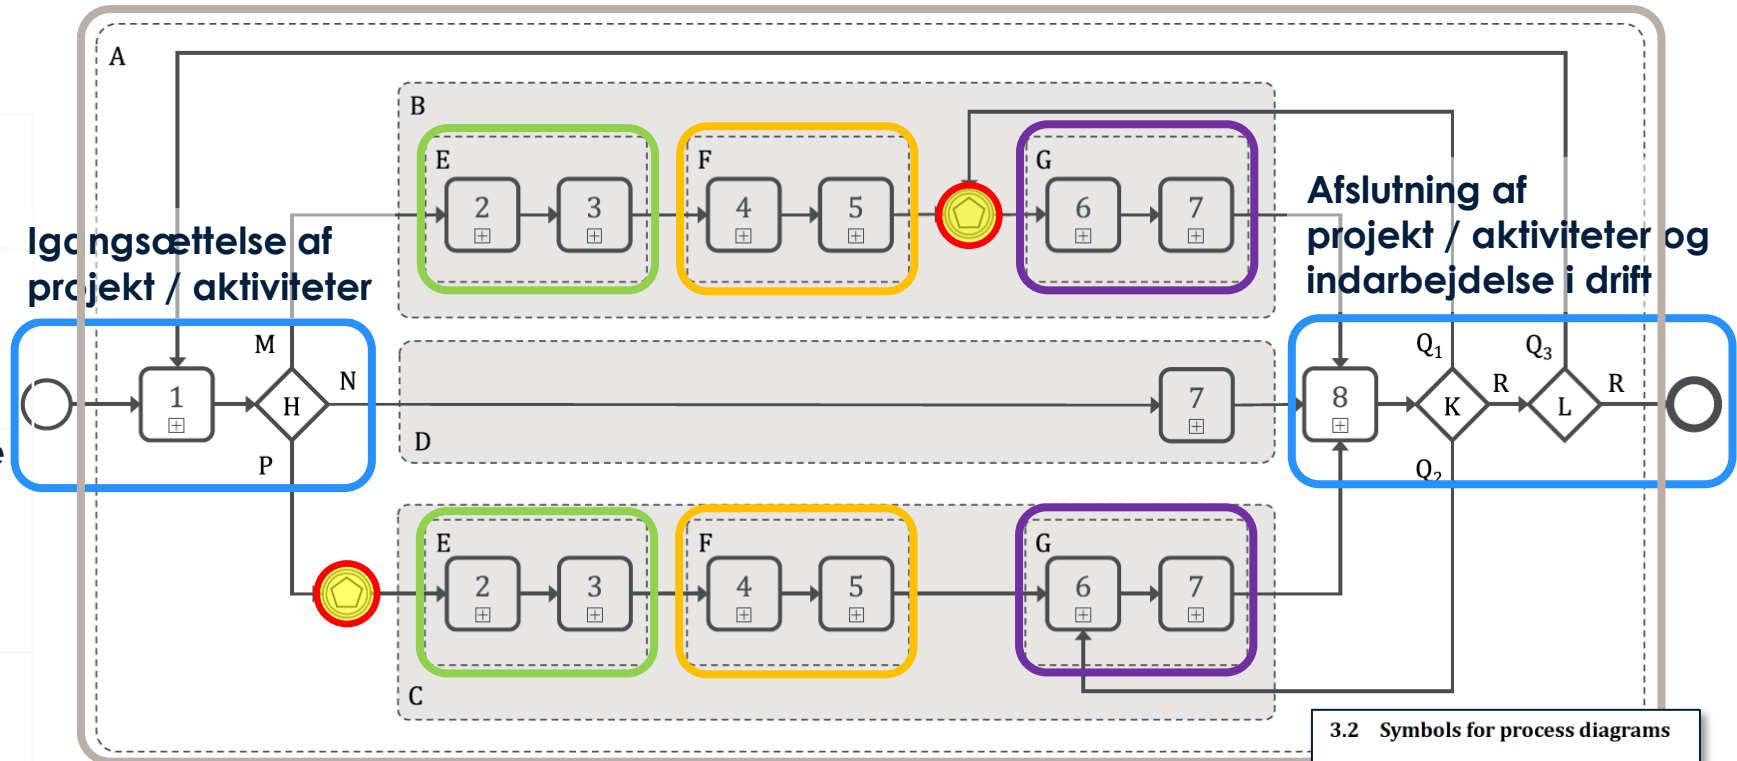 A
B
E
F
G
2
3
4
5
6
7
Igangsættelse af
projekt / aktiviteter
Afslutning af
projekt / aktiviteter og
indarbejdelse i drift
M
N
1
H
P
D
7
8
Q₁
K
Q₂
R
Q₃
L
R
E
F
G
2
3
4
5
6
7
C
3.2 Symbols for process diagrams